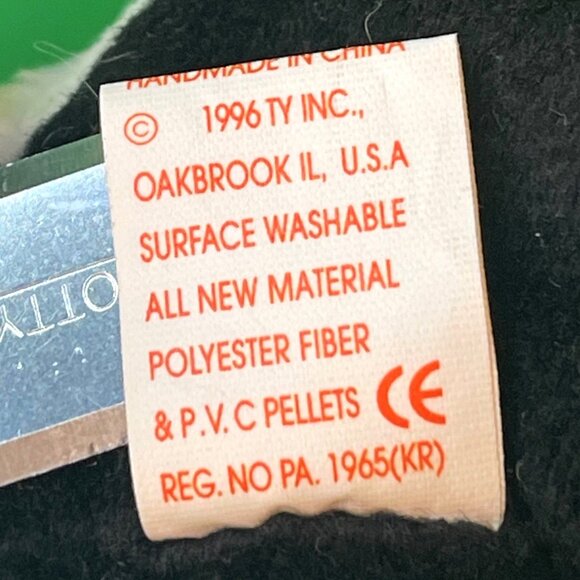 HANDMADE IN CHINA
© 1996 TY INC.,
OAKBROOK IL, U.S.A
SURFACE WASHABLE
ALL NEW MATERIAL
POLYESTER FIBER
& P.V.C PELLETS CE
REG. NO PA. 1965(KR)
OTTY